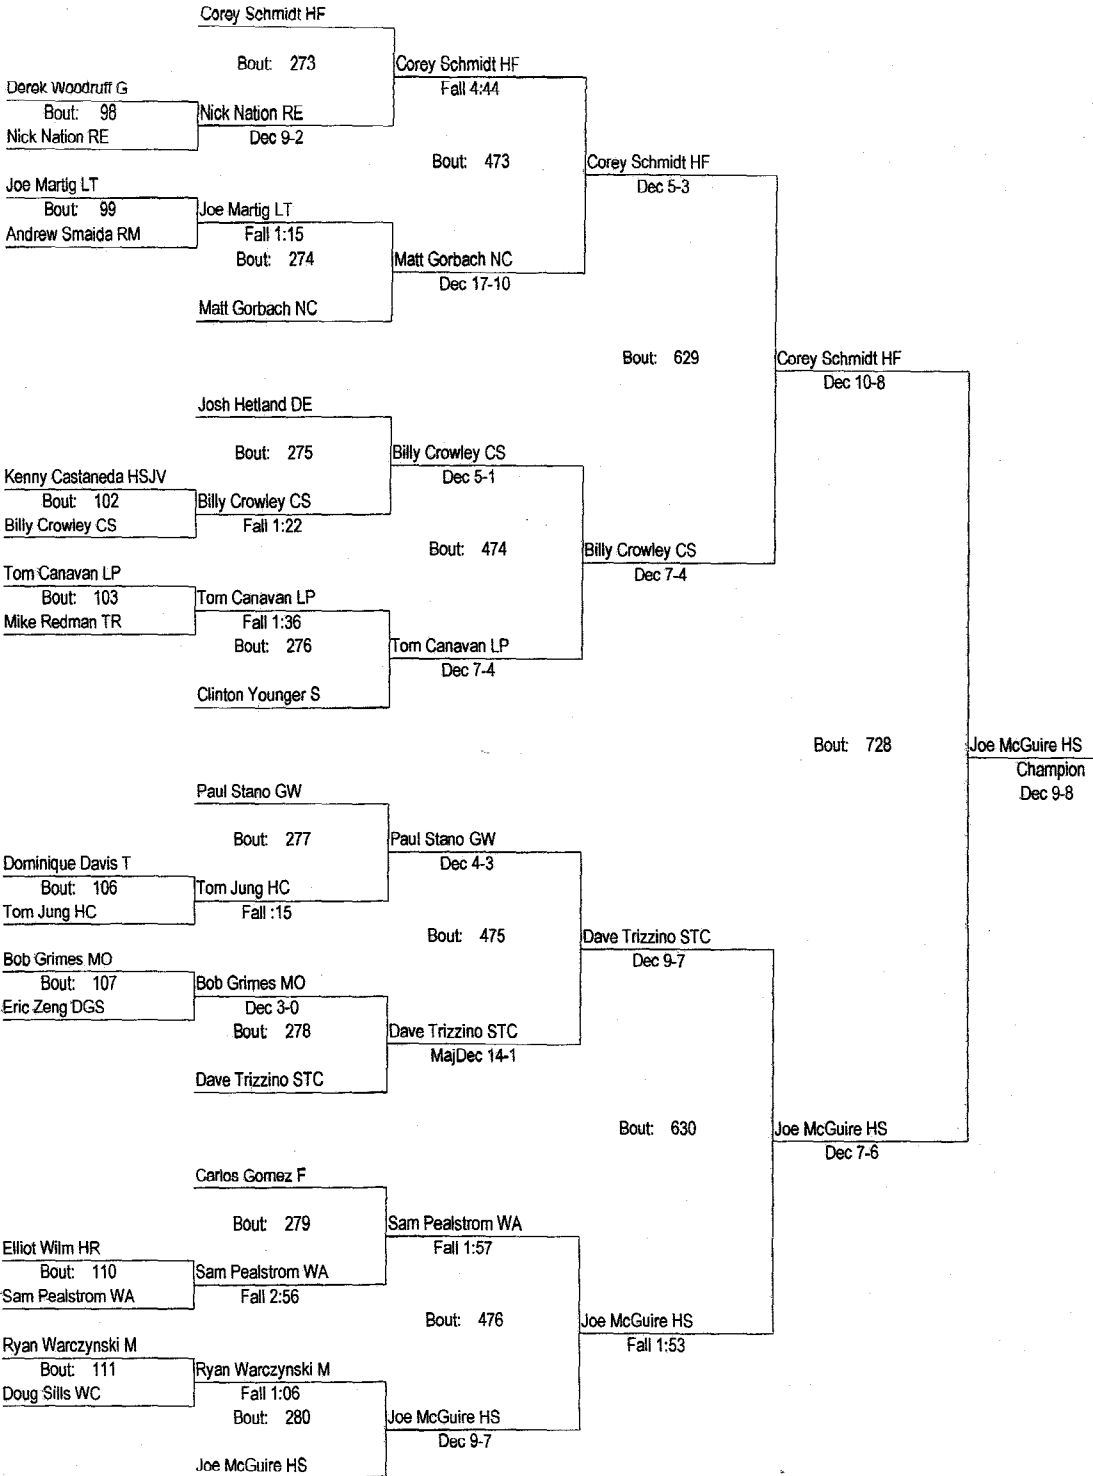 Corey Schmidt HF
Bout: 273
Corey Schmidt HF
Fall 4:44
Derek Woodruff G
Bout: 98
Nick Nation RE
Nick Nation RE
Dec 9-2
Bout: 473
Corey Schmidt HF
Dec 5-3
Joe Martig LT
Bout: 99
Andrew Smaida RM
Joe Martig LT
Fall 1:15
Bout: 274
Matt Gorbach NC
Dec 17-10
Matt Gorbach NC
Bout: 629
Corey Schmidt HF
Dec 10-8
Josh Hetland DE
Bout: 275
Billy Crowley CS
Dec 5-1
Kenny Castaneda HSJV
Bout: 102
Billy Crowley CS
Billy Crowley CS
Fall 1:22
Bout: 474
Billy Crowley CS
Dec 7-4
Tom Canavan LP
Bout: 103
Mike Redman TR
Tom Canavan LP
Fall 1:36
Bout: 276
Tom Canavan LP
Dec 7-4
Clinton Younger S
Bout: 728
Joe McGuire HS
Champion
Dec 9-8
Paul Stano GW
Bout: 277
Paul Stano GW
Dec 4-3
Dominique Davis T
Bout: 106
Tom Jung HC
Tom Jung HC
Fall :15
Bout: 475
Dave Trizzino STC
Dec 9-7
Bob Grimes MO
Bout: 107
Eric Zeng DGS
Bob Grimes MO
Dec 3-0
Bout: 278
Dave Trizzino STC
MajDec 14-1
Dave Trizzino STC
Bout: 630
Joe McGuire HS
Dec 7-6
Carlos Gomez F
Bout: 279
Sam Pealstrom WA
Fall 1:57
Elliot Wilm HR
Bout: 110
Sam Pealstrom WA
Sam Pealstrom WA
Fall 2:56
Bout: 476
Joe McGuire HS
Fall 1:53
Ryan Warczynski M
Bout: 111
Doug Sills WC
Ryan Warczynski M
Fall 1:06
Bout: 280
Joe McGuire HS
Dec 9-7
Joe McGuire HS